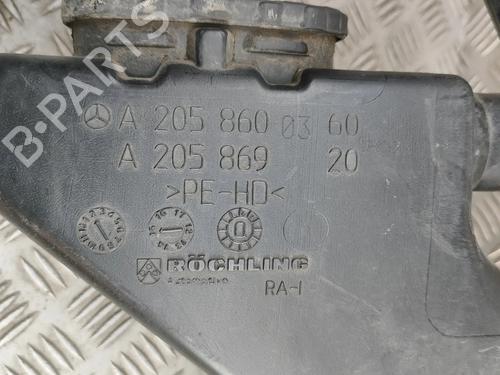 A 205 860 03 60
A 205 869 20
>PE-HD<
RÖCHLING
Automotive
RA-I
B-PARTS